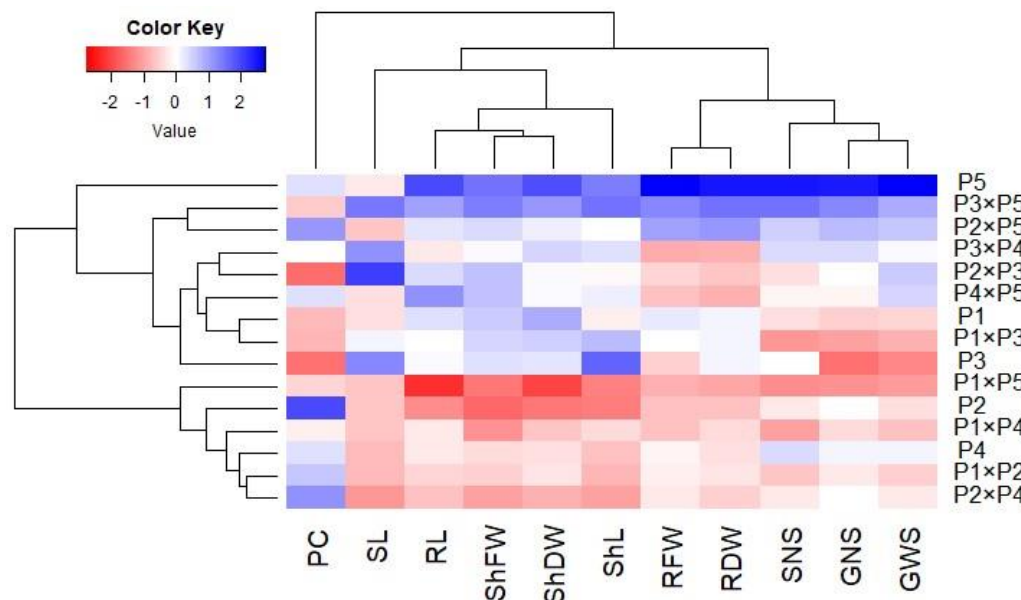 Color Key
-2 -1 0 1 2
Value
P5
P3×P5
P2×P5
P3×P4
P2×P3
P4×P5
P1
P1×P3
P3
P1×P5
P2
P1×P4
P4
P1×P2
P2×P4
PC SL RL ShFW ShDW ShL RFW RDW SNS GNS GWS